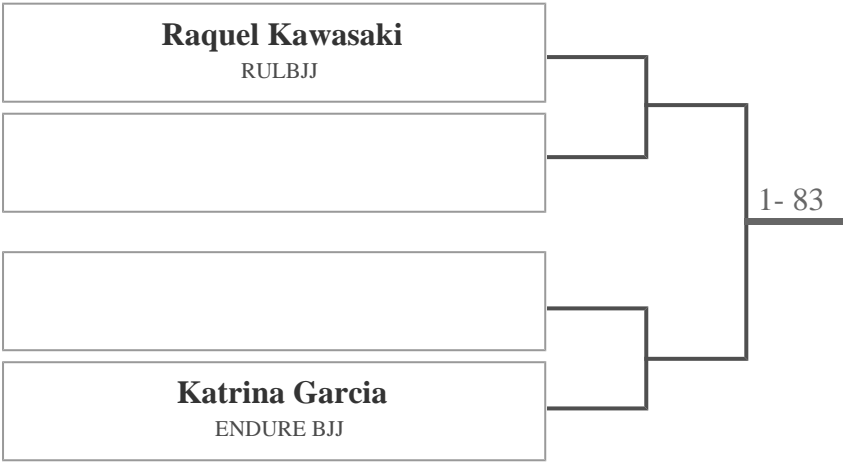 Raquel Kawasaki
RULBJJ
1- 83
Katrina Garcia
ENDURE BJJ